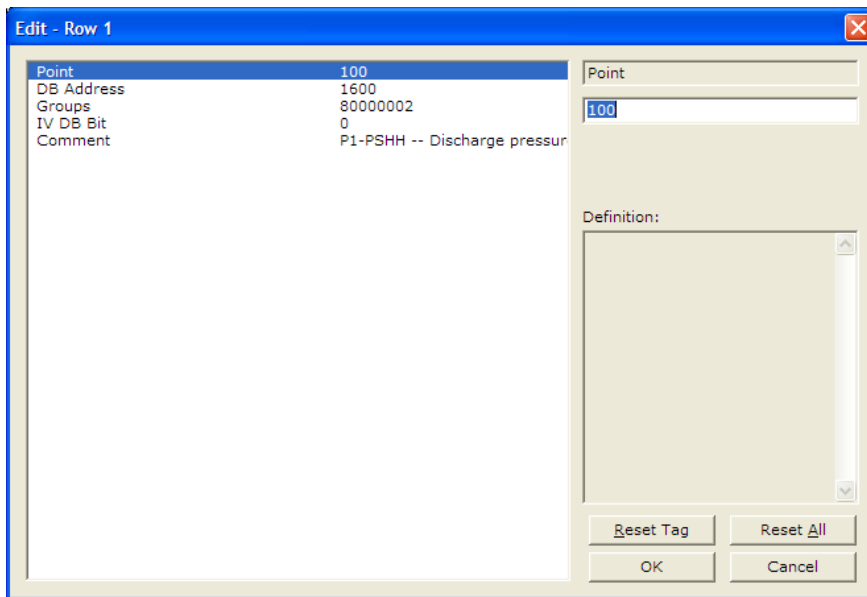 Edit - Row 1
Point 100
DB Address 1600
Groups 80000002
IV DB Bit 0
Comment P1-PSHH -- Discharge pressur
Point
100
Definition:
Reset Tag Reset All
OK Cancel